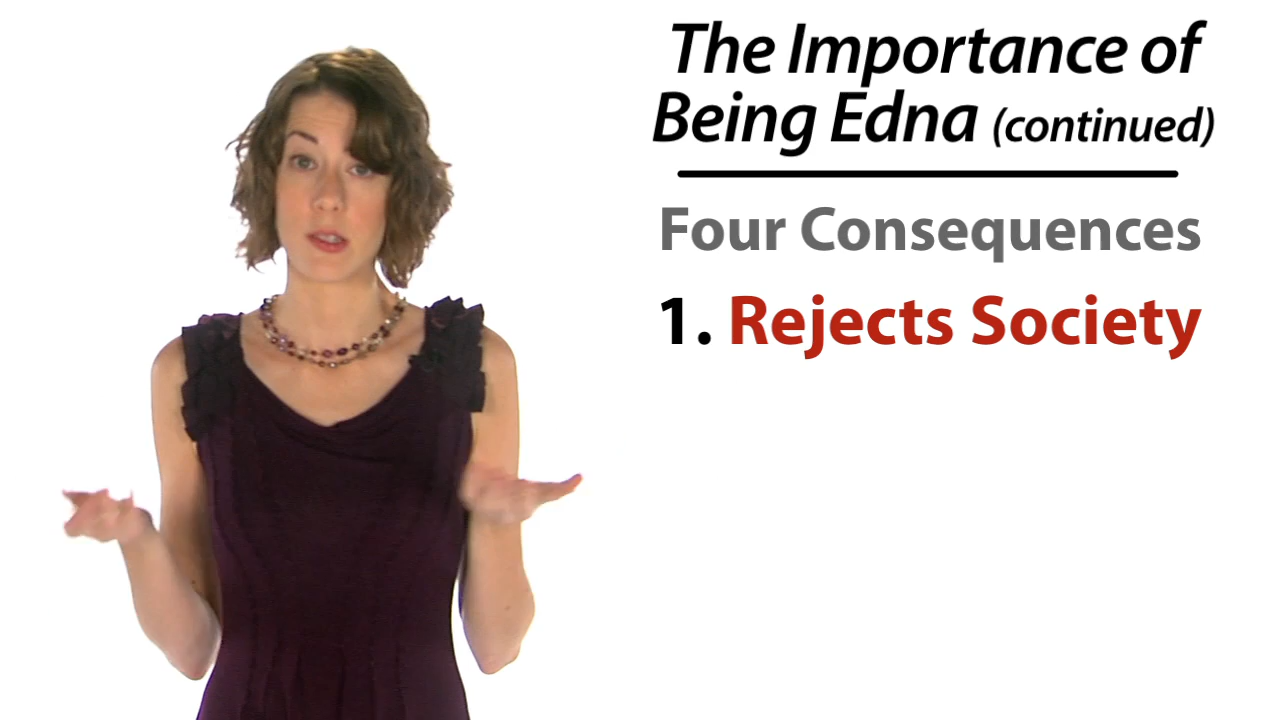 The Importance of
Being Edna (continued)
Four Consequences
1. Rejects Society